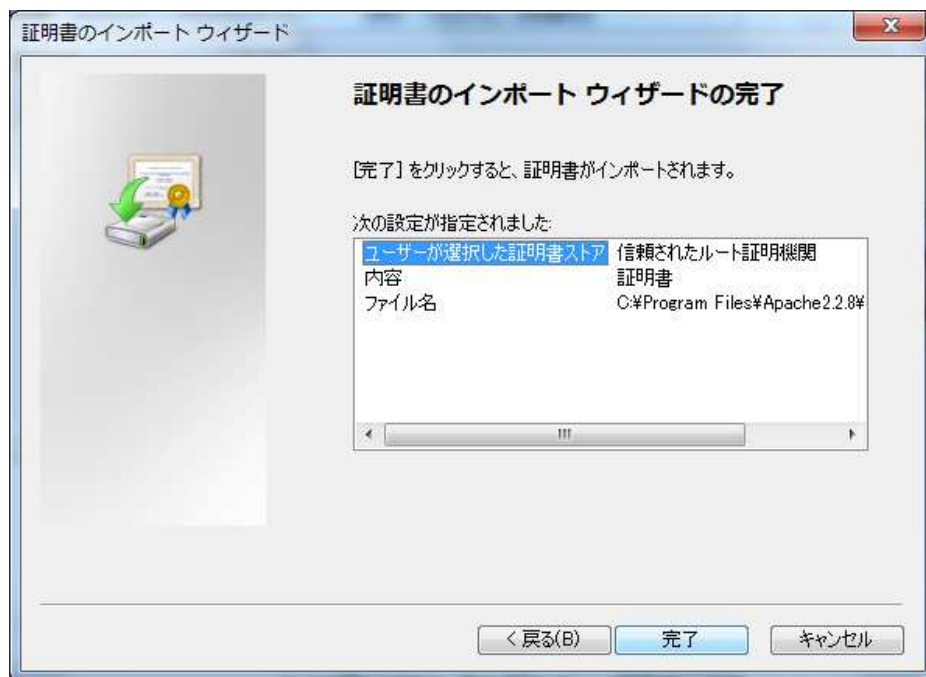 証明書のインポート ウィザード
証明書のインポート ウィザードの完了
[完了] をクリックすると、証明書がインポートされます。
次の設定が指定されました:
ユーザーが選択した証明書ストア 信頼されたルート証明機関
内容 証明書
ファイル名 C:¥Program Files¥Apache2.2.8¥
< 戻る(B) 完了 キャンセル